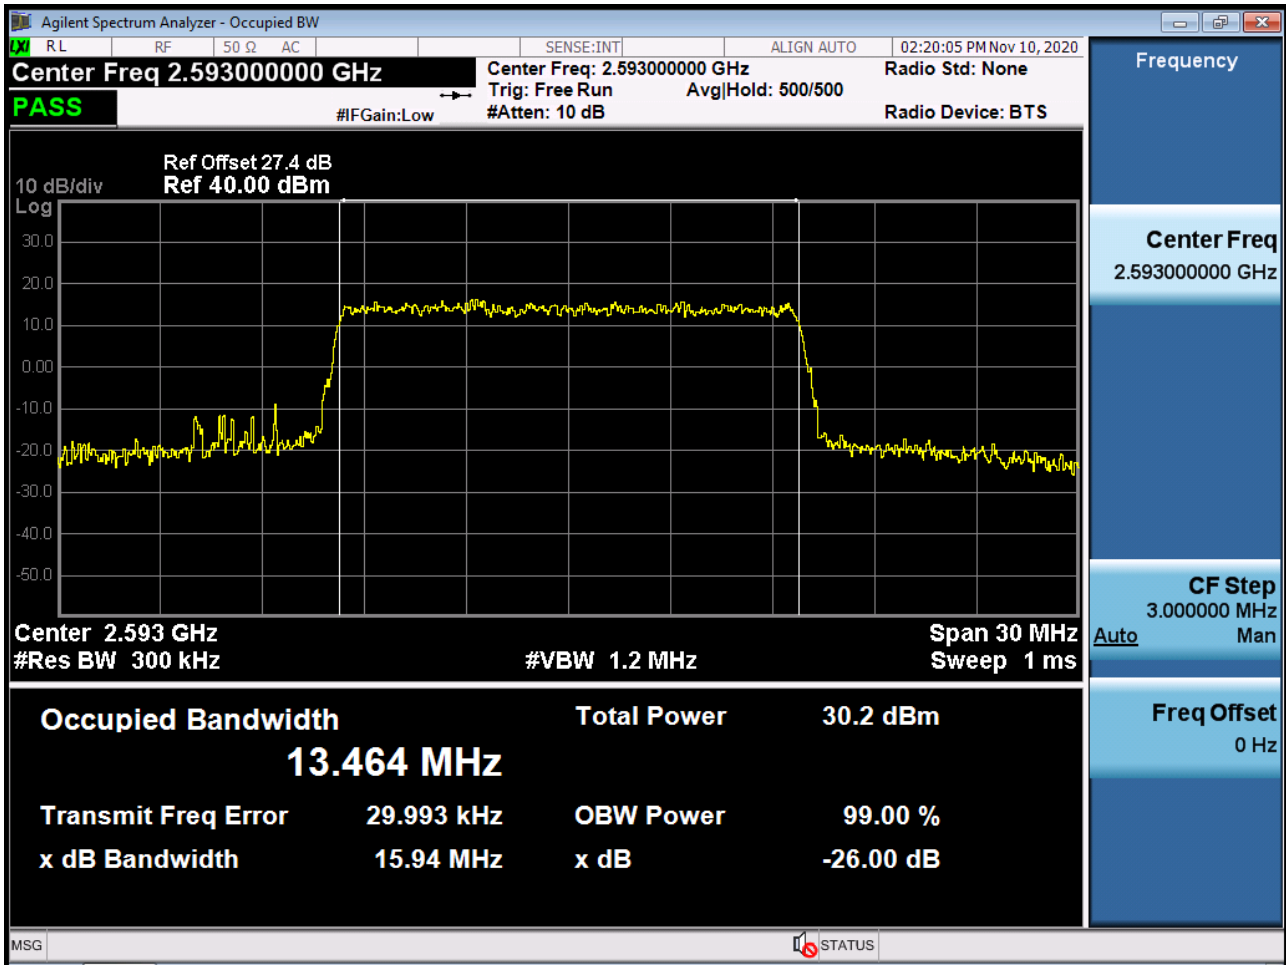 Agilent Spectrum Analyzer - Occupied BW
LXI RL RF 50 Ω AC SENSE:INT ALIGN AUTO 02:20:05 PM Nov 10, 2020
Center Freq 2.593000000 GHz
Center Freq: 2.593000000 GHz
Radio Std: None
Trig: Free Run Avg|Hold: 500/500
PASS
#IFGain:Low
#Atten: 10 dB
Radio Device: BTS
Ref Offset 27.4 dB
10 dB/div Ref 40.00 dBm
Log
30.0
20.0
10.0
0.00
-10.0
-20.0
-30.0
-40.0
-50.0
Center 2.593 GHz Span 30 MHz
#Res BW 300 kHz #VBW 1.2 MHz Sweep 1 ms
Occupied Bandwidth Total Power 30.2 dBm
13.464 MHz
Transmit Freq Error 29.993 kHz OBW Power 99.00 %
x dB Bandwidth 15.94 MHz x dB -26.00 dB
MSG STATUS
Frequency
Center Freq
2.593000000 GHz
CF Step
3.000000 MHz
Auto Man
Freq Offset
0 Hz